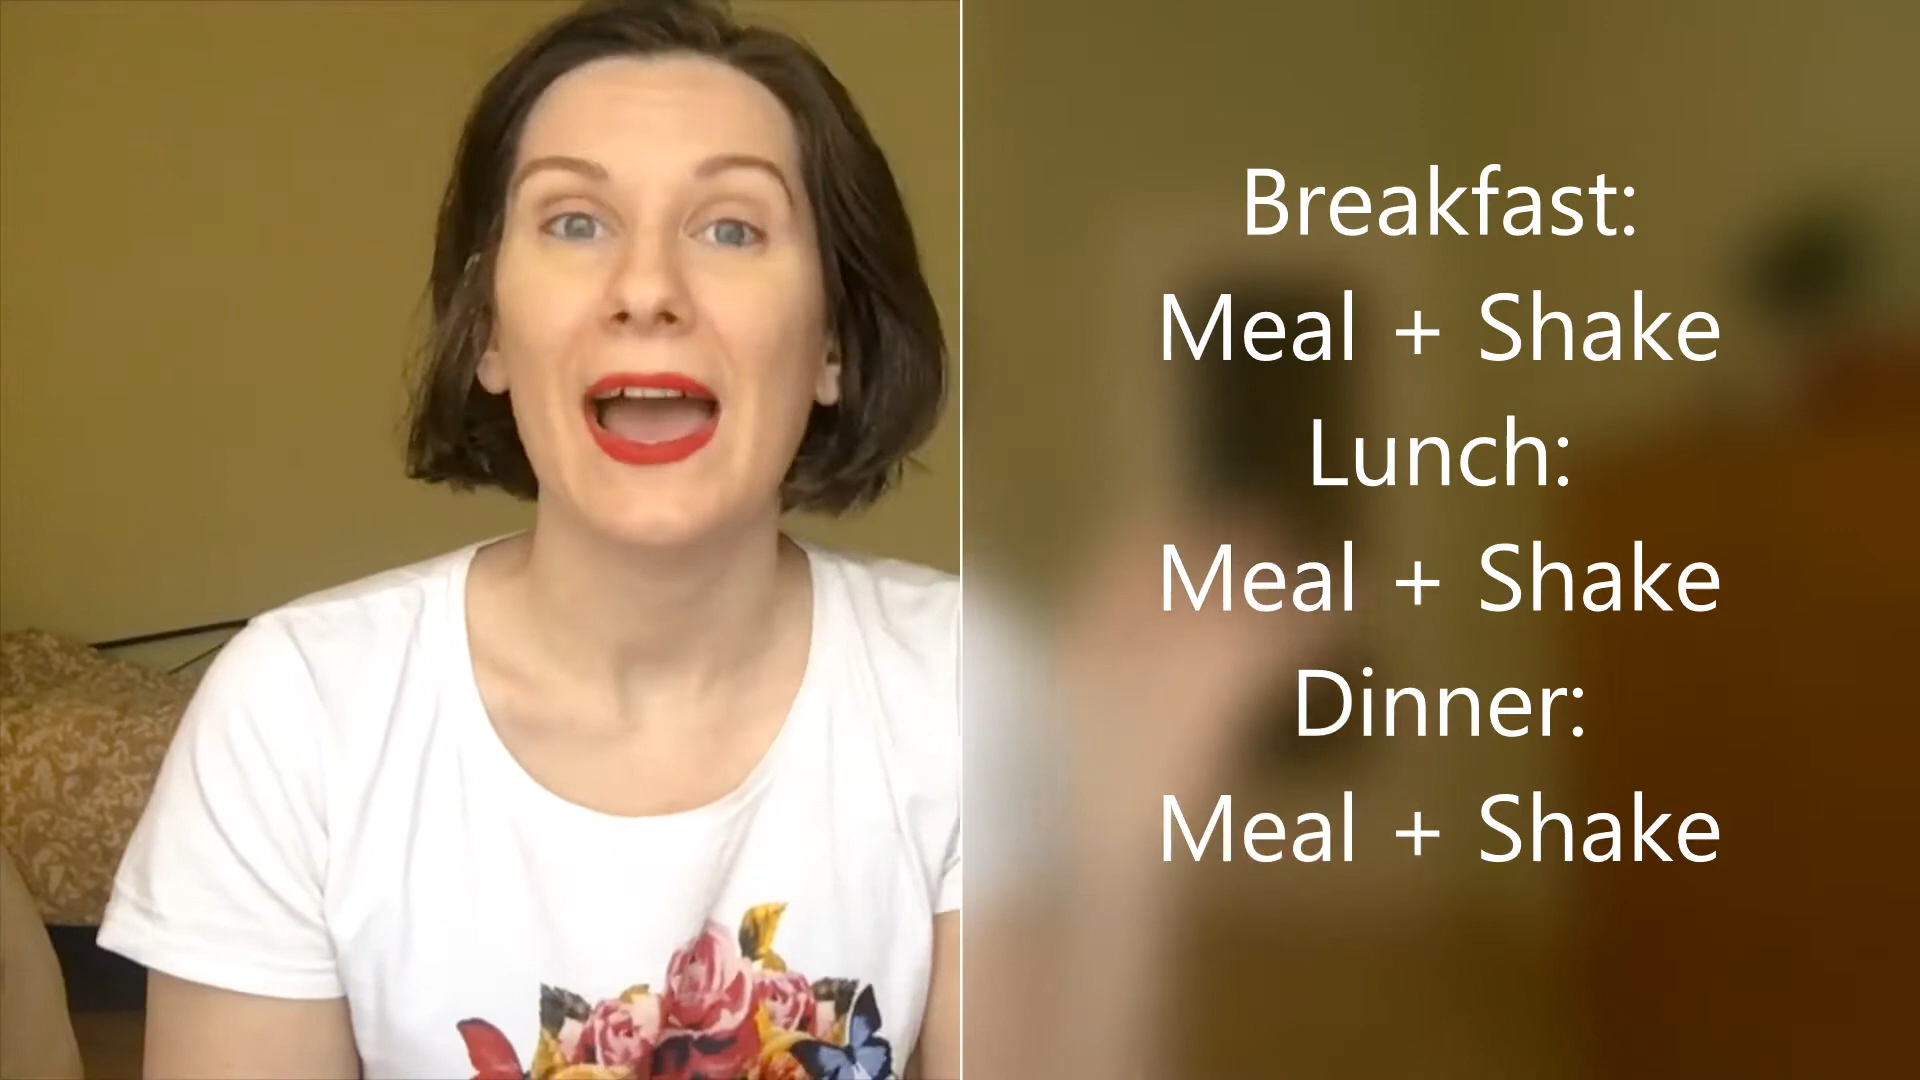 Breakfast:
Meal + Shake
Lunch:
Meal + Shake
Dinner:
Meal + Shake